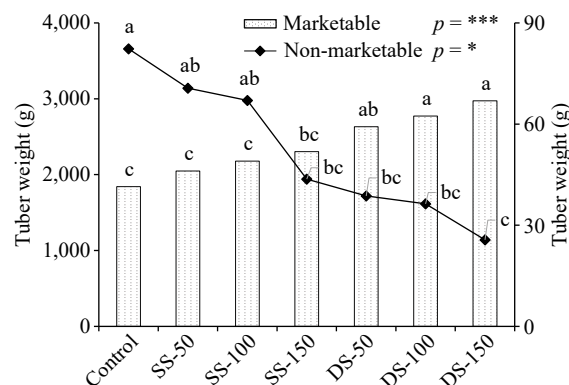 4,000
3,000
2,000
1,000
0
Tuber weight (g)
Marketable p = ***
Non-marketable p = *
90
60
30
0
Tuber weight (g)
a
ab
ab
bc
bc
bc
c
c
c
c
bc
ab
a
a
Control
SS-50
SS-100
SS-150
DS-50
DS-100
DS-150